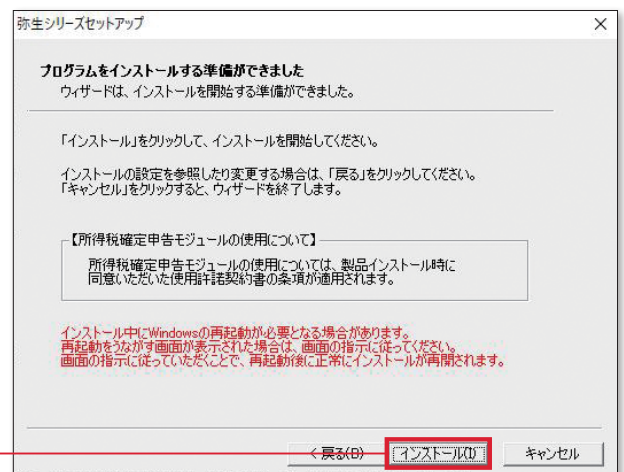 弥生シリーズセットアップ
プログラムをインストールする準備ができました
ウィザードは、インストールを開始する準備ができました。
「インストール」をクリックして、インストールを開始してください。
インストールの設定を参照したり変更する場合は、「戻る」をクリックしてください。
「キャンセル」をクリックすると、ウィザードを終了します。
【所得税確定申告モジュールの使用について】
所得税確定申告モジュールの使用については、製品インストール時に
同意いただいた使用許諾契約書の条項が適用されます。
インストール中にWindowsの再起動が必要となる場合があります。
再起動をうながす画面が表示された場合は、画面の指示に従ってください。
画面の指示に従っていただくことで、再起動後に正常にインストールが再開されます。
< 戻る(B) インストール(I) キャンセル